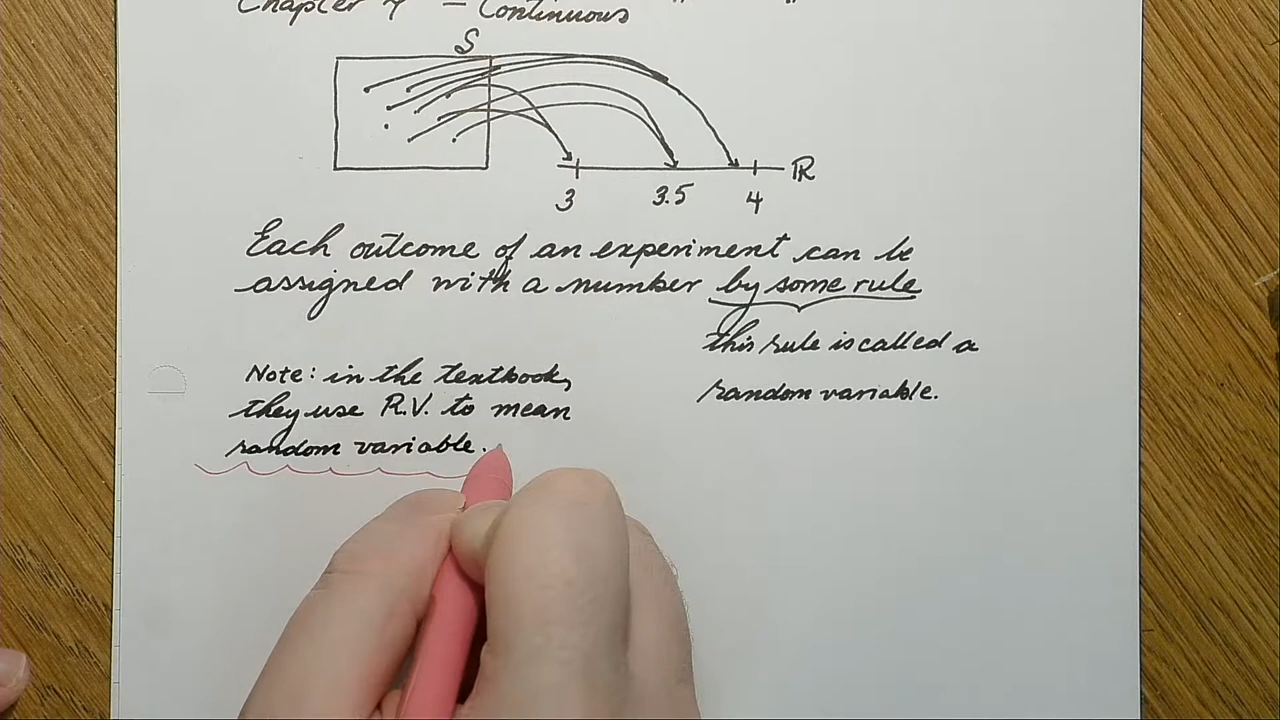 Chapter 4 - Continuous " "
S
R
3 3.5 4
Each outcome of an experiment can be
assigned with a number by some rule
this rule is called a
random variable.
Note: in the textbook,
they use R.V. to mean
random variable.